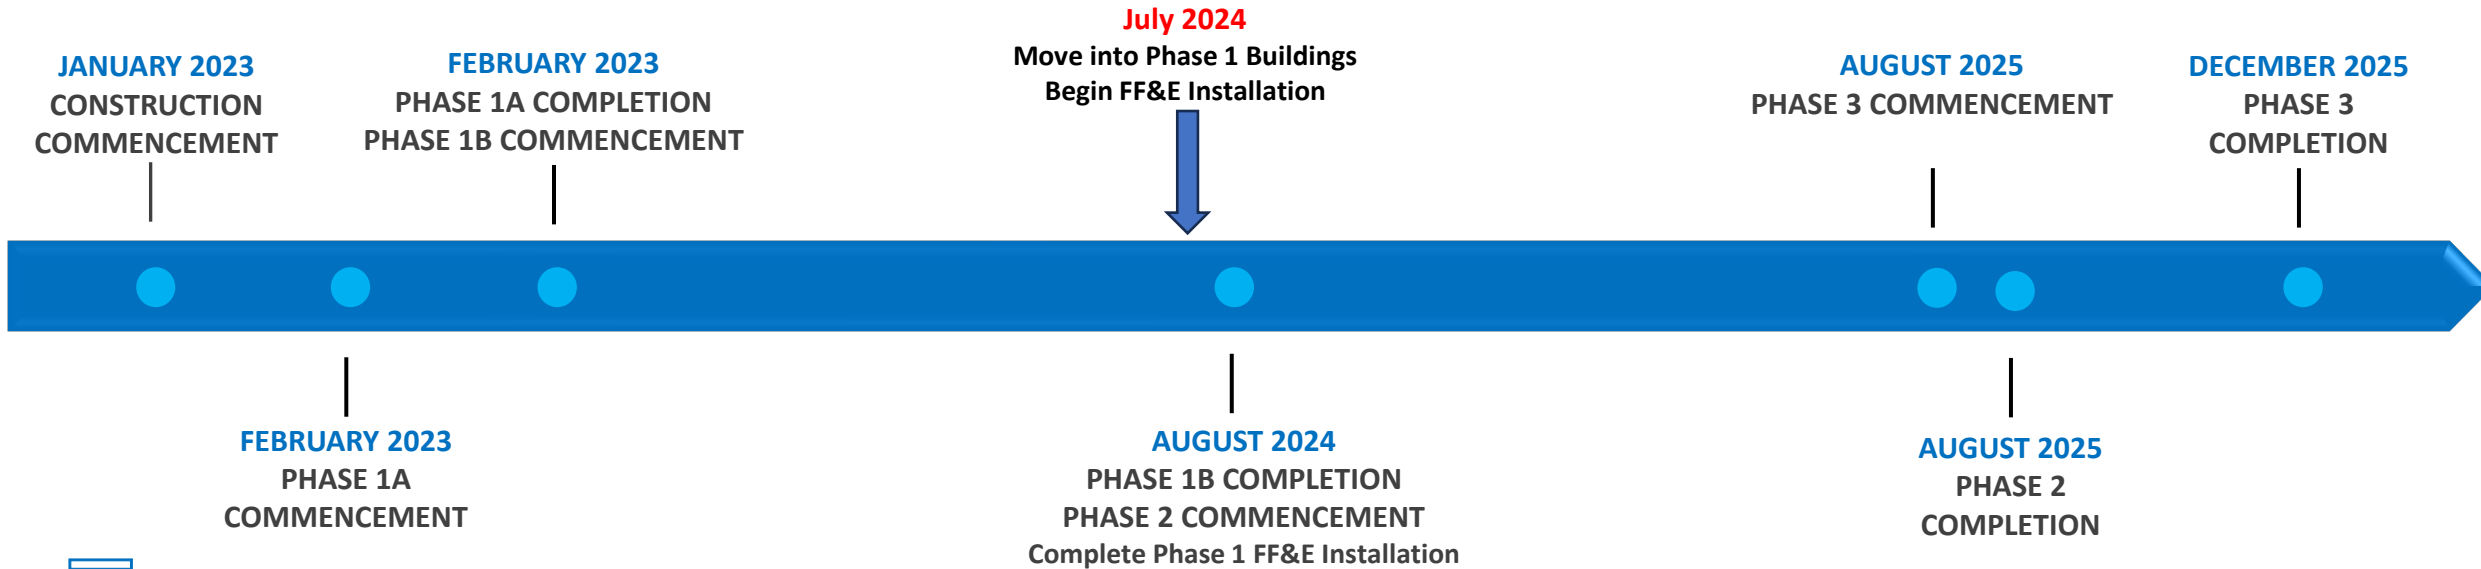 JANUARY 2023
CONSTRUCTION
COMMENCEMENT
FEBRUARY 2023
PHASE 1A COMPLETION
PHASE 1B COMMENCEMENT
July 2024
Move into Phase 1 Buildings
Begin FF&E Installation
AUGUST 2025
PHASE 3 COMMENCEMENT
DECEMBER 2025
PHASE 3
COMPLETION
FEBRUARY 2023
PHASE 1A
COMMENCEMENT
AUGUST 2024
PHASE 1B COMPLETION
PHASE 2 COMMENCEMENT
Complete Phase 1 FF&E Installation
AUGUST 2025
PHASE 2
COMPLETION